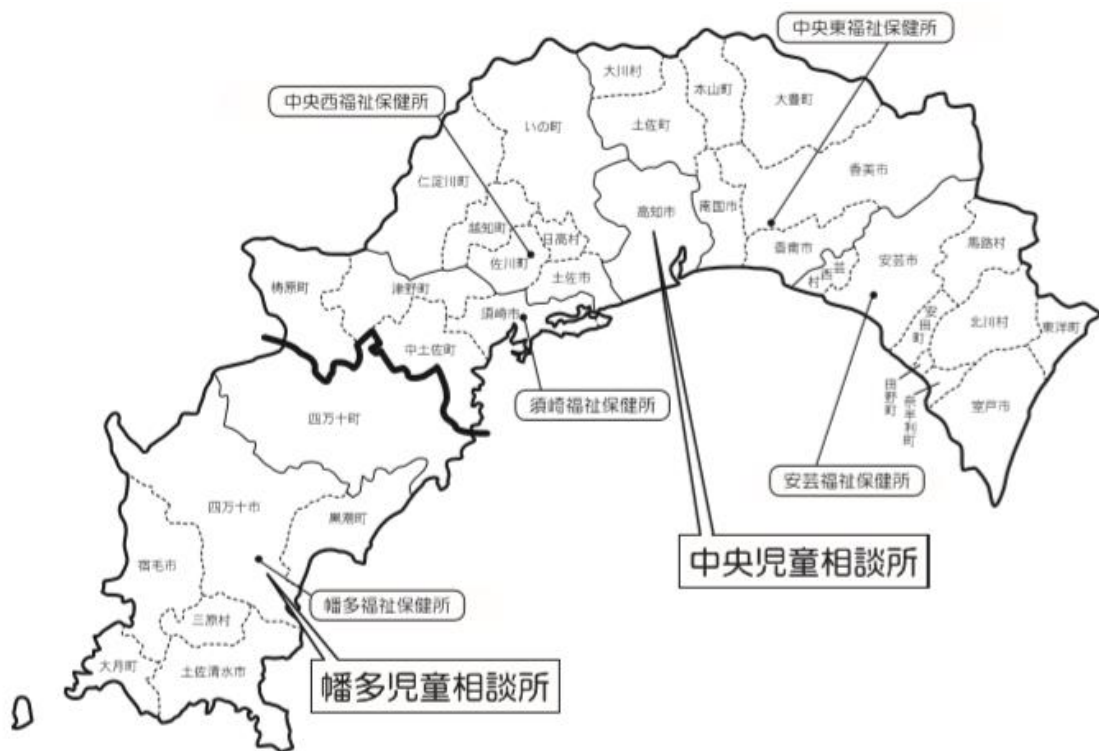 中央東福祉保健所
大川村
本山町
大豊町
中央西福祉保健所
いの町
土佐町
香美市
仁淀川町
高知市
南国市
越知町
日高村
香南市
馬路村
佐川町
芸西村
安芸市
土佐市
梼原町
津野町
須崎市
安田町
北川村
東洋町
中土佐町
田野町
奈半利町
室戸市
須崎福祉保健所
四万十町
安芸福祉保健所
四万十市
黒潮町
中央児童相談所
宿毛市
幡多福祉保健所
三原村
大月町
土佐清水市
幡多児童相談所